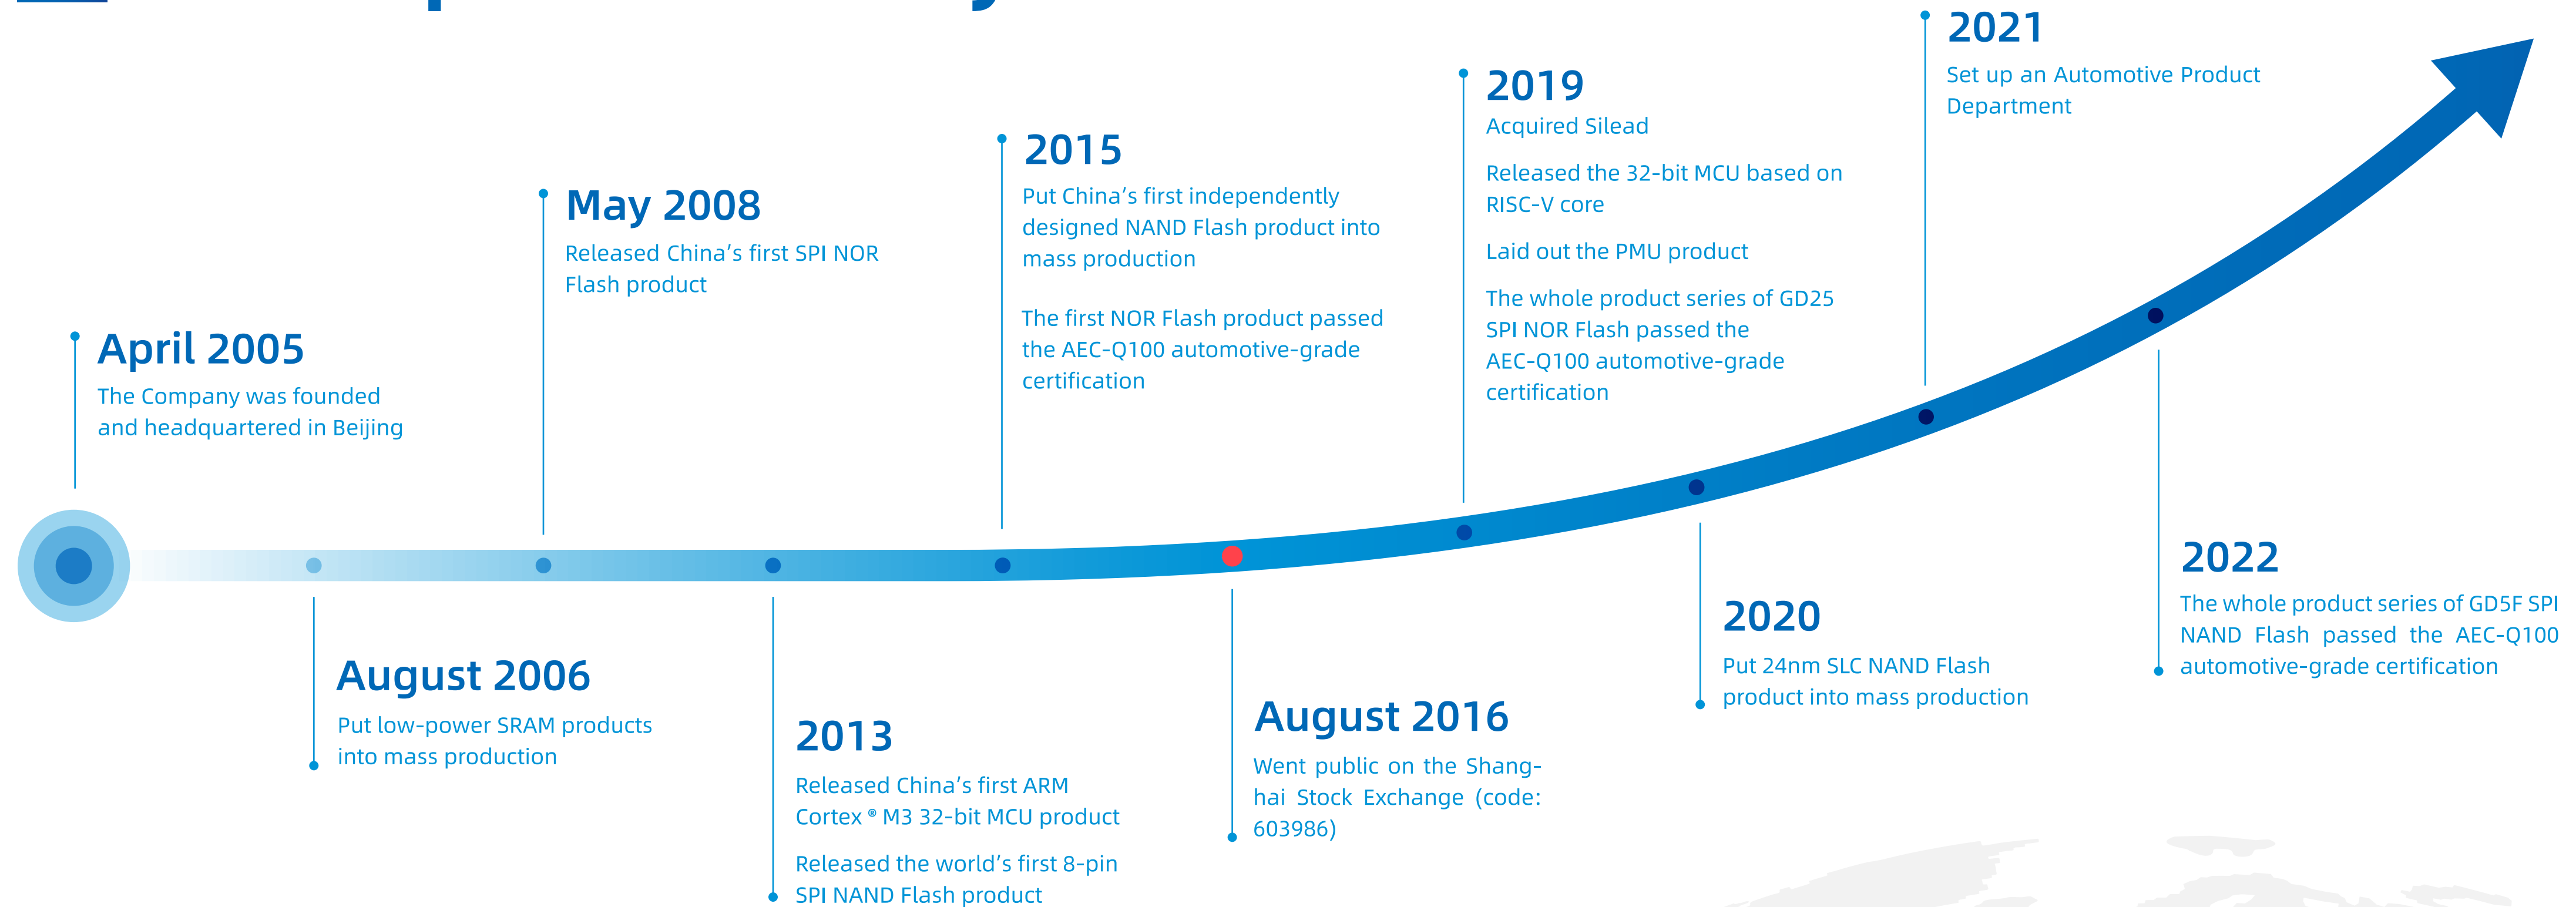 April 2005
The Company was founded
and headquartered in Beijing
August 2006
Put low-power SRAM products
into mass production
May 2008
Released China's first SPI NOR
Flash product
2013
Released China's first ARM
Cortex ® M3 32-bit MCU product
Released the world's first 8-pin
SPI NAND Flash product
2015
Put China's first independently
designed NAND Flash product into
mass production
The first NOR Flash product passed
the AEC-Q100 automotive-grade
certification
August 2016
Went public on the Shang-
hai Stock Exchange (code:
603986)
2019
Acquired Silead
Released the 32-bit MCU based on
RISC-V core
Laid out the PMU product
The whole product series of GD25
SPI NOR Flash passed the
AEC-Q100 automotive-grade
certification
2020
Put 24nm SLC NAND Flash
product into mass production
2021
Set up an Automotive Product
Department
2022
The whole product series of GD5F SPI
NAND Flash passed the AEC-Q100
automotive-grade certification